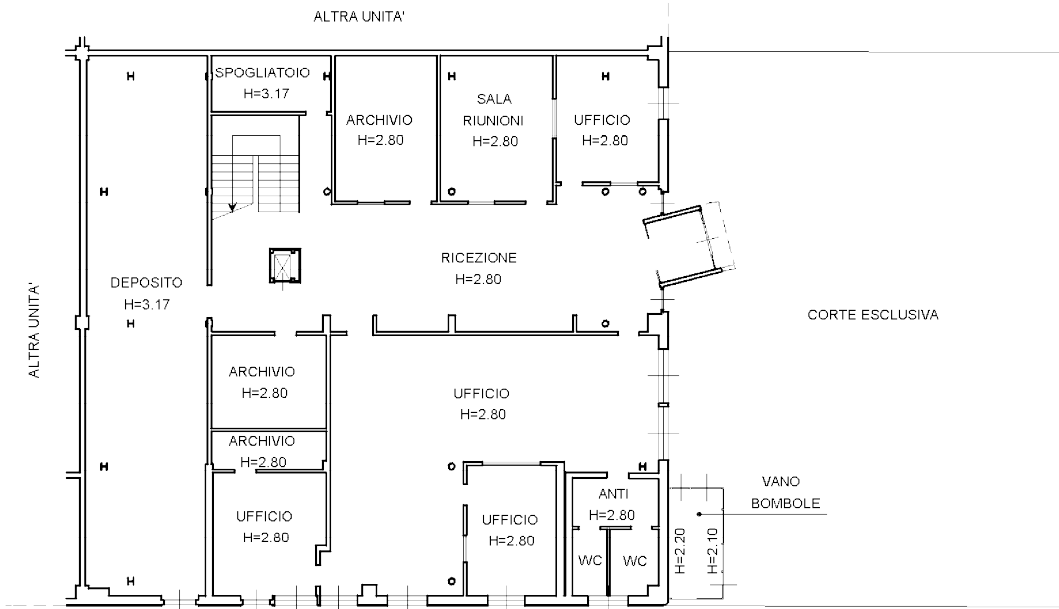 ALTRA UNITA'
SPOGLIATOIO
H=3.17
ARCHIVIO
H=2.80
SALA
RIUNIONI
H=2.80
UFFICIO
H=2.80
DEPOSITO
H=3.17
RICEZIONE
H=2.80
ALTRA UNITA'
CORTE ESCLUSIVA
ARCHIVIO
H=2.80
UFFICIO
H=2.80
ARCHIVIO
H=2.80
UFFICIO
H=2.80
UFFICIO
H=2.80
ANTI
H=2.80
WC
WC
VANO
BOMBOLE
H=2.20
H=2.10